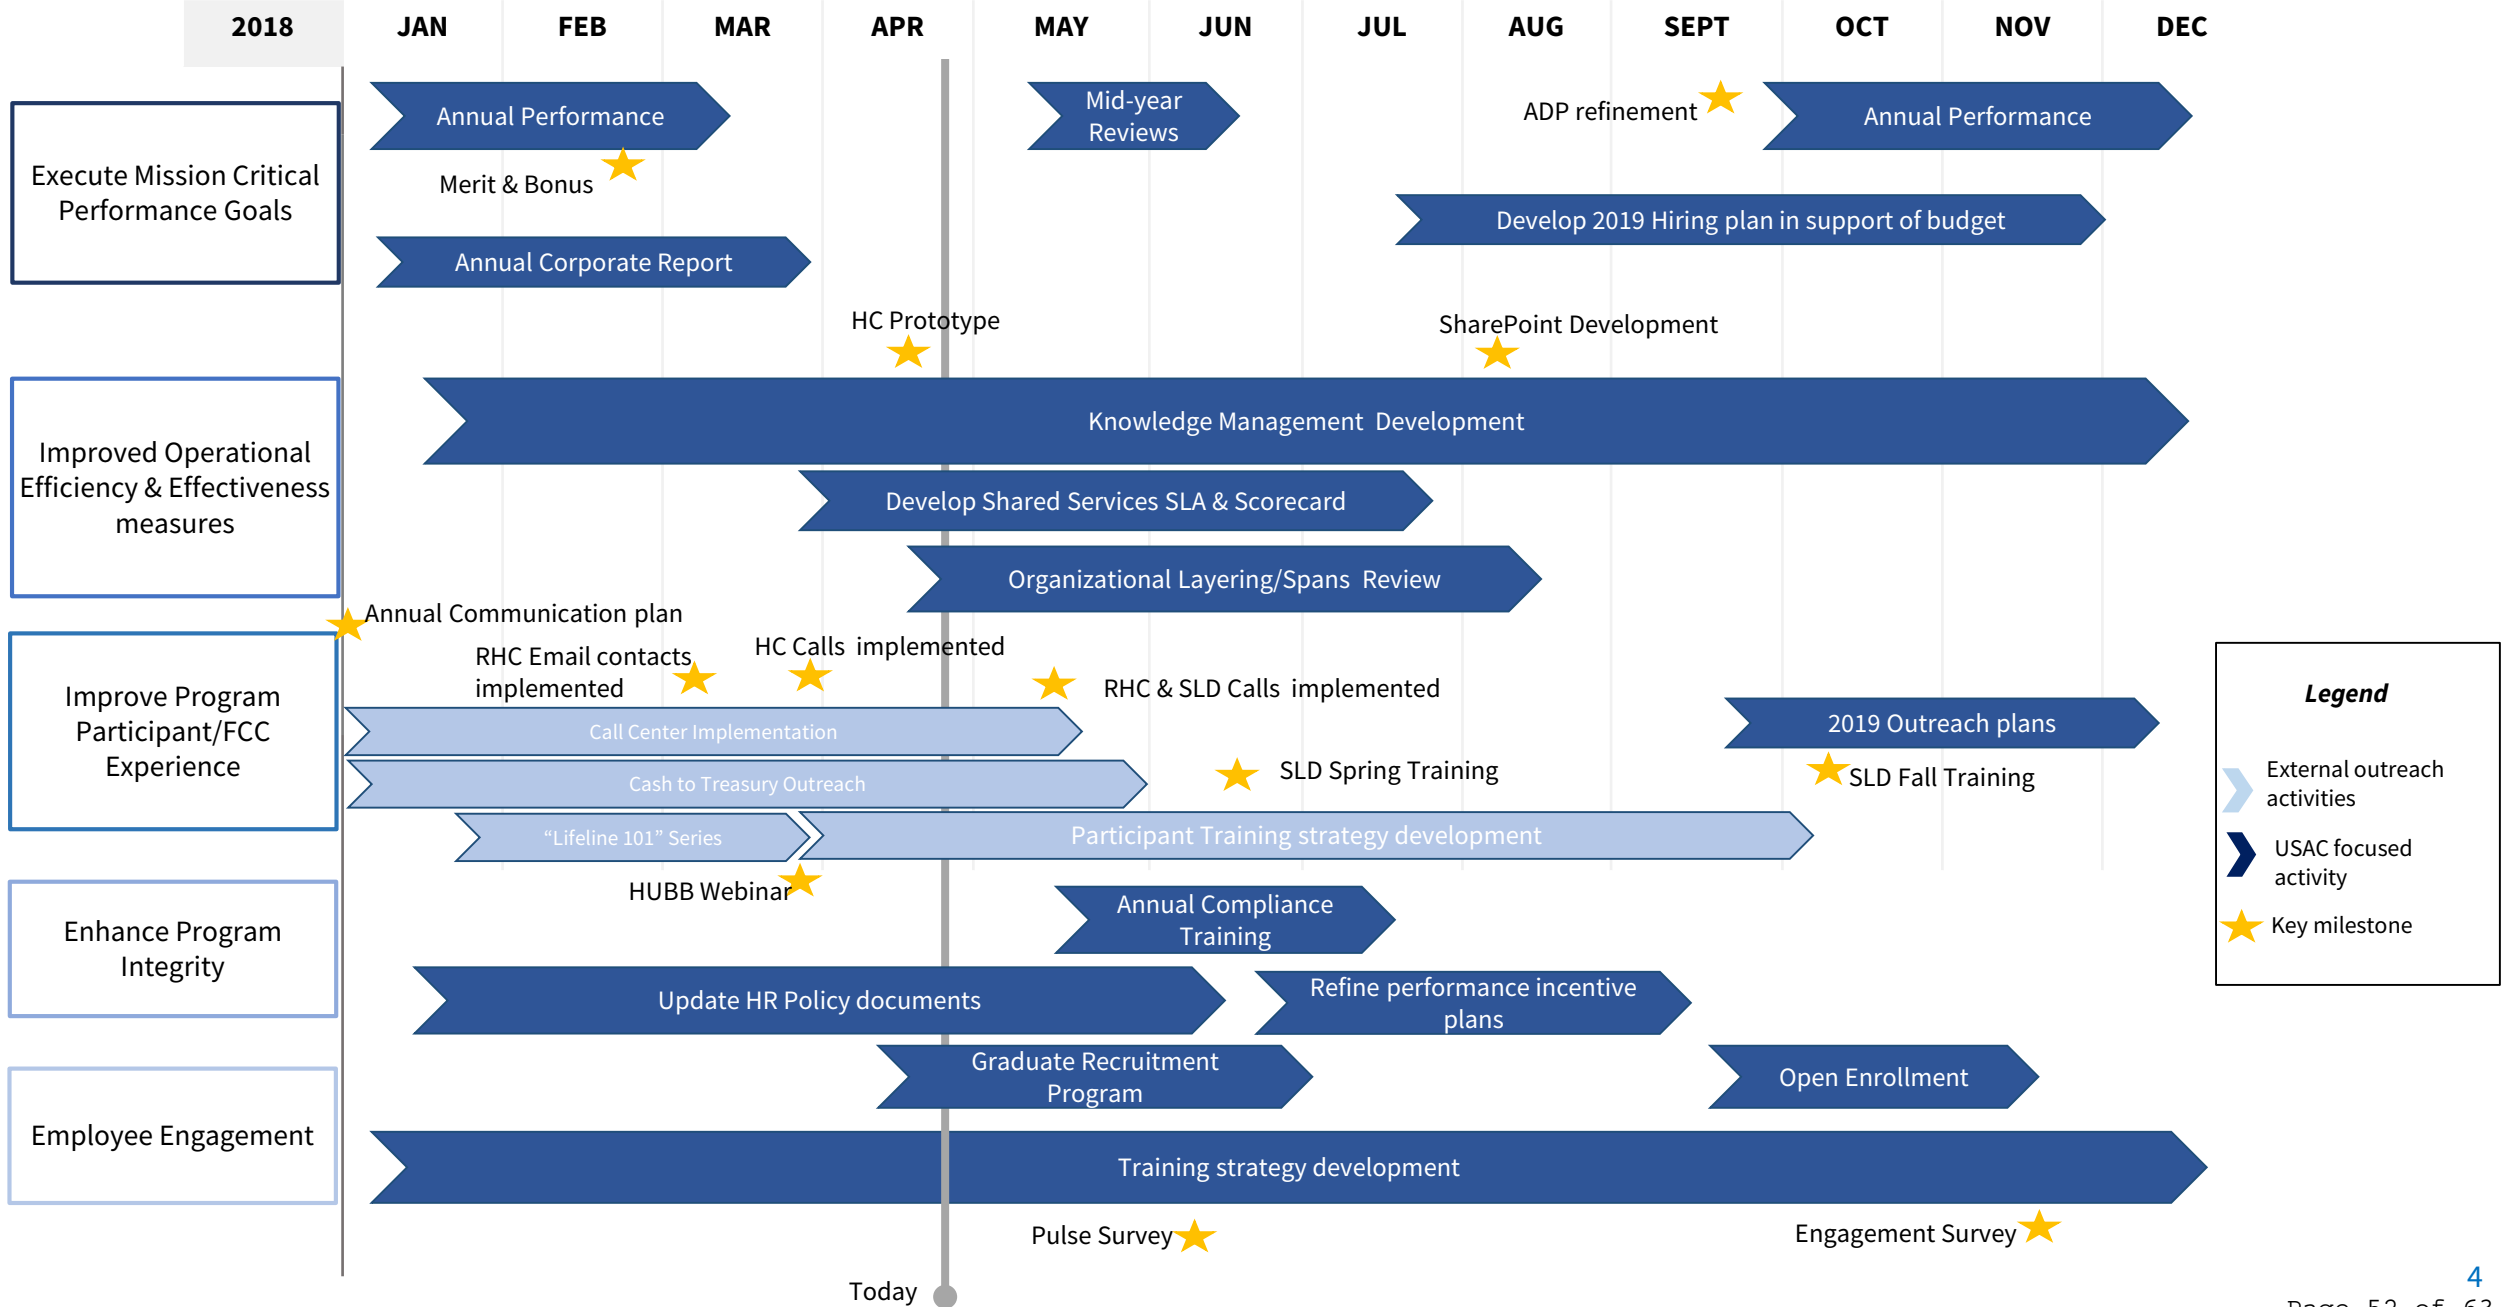 2018 JAN FEB MAR APR MAY JUN JUL AUG SEPT OCT NOV DEC
Execute Mission Critical
Performance Goals
Annual Performance
Mid-year
Reviews
ADP refinement
Annual Performance
Merit & Bonus
Develop 2019 Hiring plan in support of budget
Annual Corporate Report
HC Prototype
SharePoint Development
Improved Operational
Efficiency & Effectiveness
measures
Knowledge Management Development
Develop Shared Services SLA & Scorecard
Organizational Layering/Spans Review
Annual Communication plan
Improve Program
Participant/FCC
Experience
RHC Email contacts
implemented
HC Calls implemented
RHC & SLD Calls implemented
Call Center Implementation
2019 Outreach plans
Cash to Treasury Outreach
SLD Spring Training
SLD Fall Training
“Lifeline 101” Series
Participant Training strategy development
HUBB Webinar
Enhance Program
Integrity
Annual Compliance
Training
Update HR Policy documents
Refine performance incentive
plans
Employee Engagement
Graduate Recruitment
Program
Open Enrollment
Training strategy development
Pulse Survey
Engagement Survey
Today
Legend
External outreach
activities
USAC focused
activity
Key milestone
4
Page 52 of 63